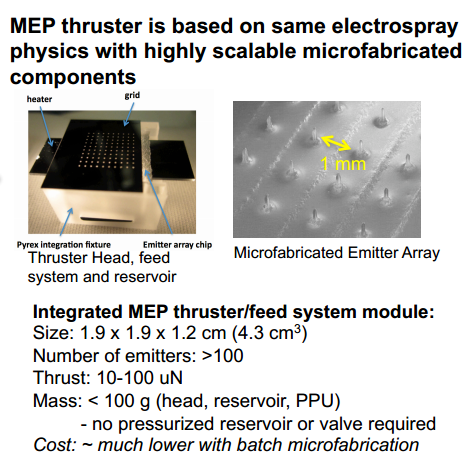 MEP thruster is based on same electrospray
physics with highly scalable microfabricated
components
heater
grid
1 mm
Pyrex integration fixture
Emitter array chip
Thruster Head, feed
system and reservoir
Microfabricated Emitter Array
Integrated MEP thruster/feed system module:
Size: 1.9 x 1.9 x 1.2 cm (4.3 cm³)
Number of emitters: >100
Thrust: 10-100 uN
Mass: < 100 g (head, reservoir, PPU)
- no pressurized reservoir or valve required
Cost: ~ much lower with batch microfabrication